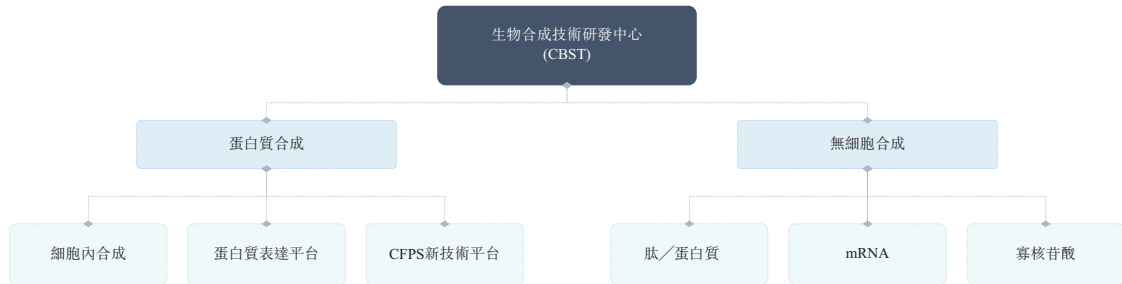 生物合成技術研發中心
(CBST)
蛋白質合成
無細胞合成
細胞內合成
蛋白質表達平台
CFPS新技術平台
肽／蛋白質
mRNA
寡核苷酸